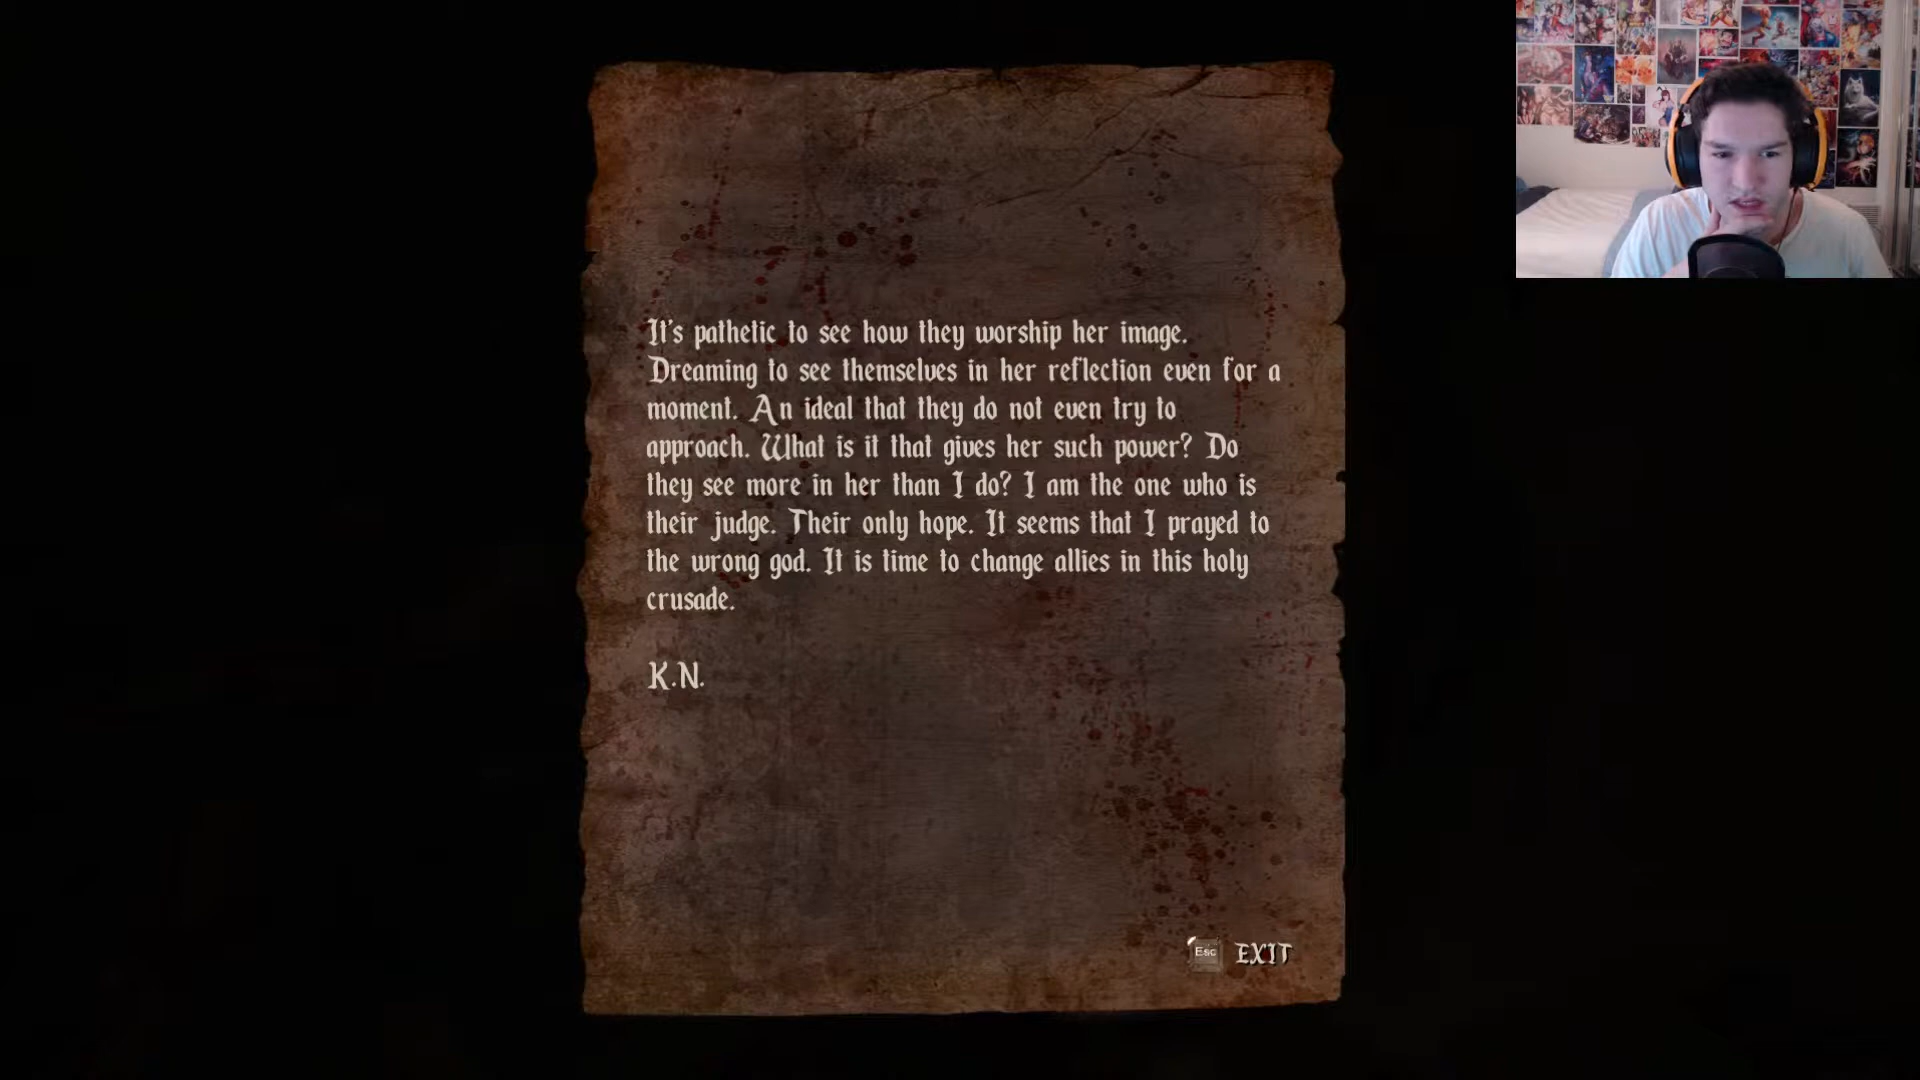 It's pathetic to see how they worship her image.
Dreaming to see themselves in her reflection even for a
moment. An ideal that they do not even try to
approach. What is it that gives her such power? Do
they see more in her than I do? I am the one who is
their judge. Their only hope. It seems that I prayed to
the wrong god. It is time to change allies in this holy
crusade.
K.N.
Esc EXIT